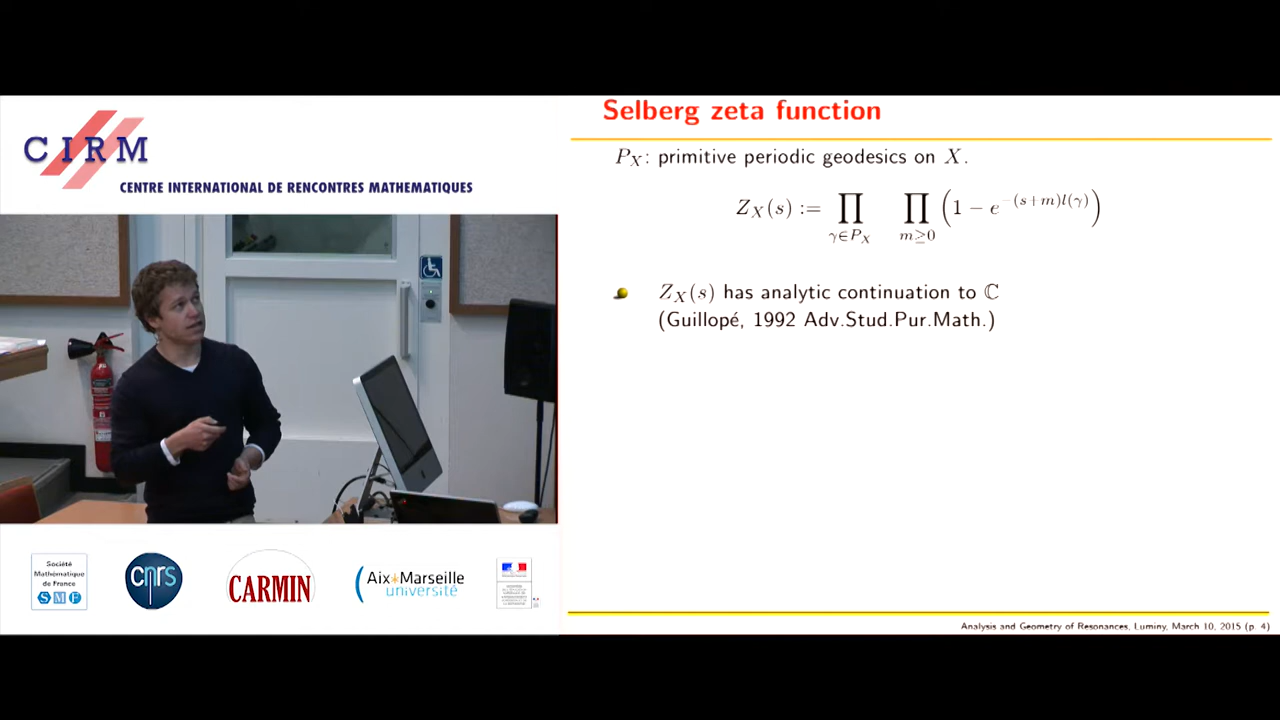 CIRM
CENTRE INTERNATIONAL DE RENCONTRES MATHEMATIQUES
Selberg zeta function
P_X: primitive periodic geodesics on X.
Z_X(s) := ∏_{γ∈P_X} ∏_{m≥0} (1 − e^{−(s+m)l(γ)})
Z_X(s) has analytic continuation to ℂ
(Guillopé, 1992 Adv.Stud.Pur.Math.)
Société
Mathématique
de France
SMF
cnrs
CARMIN
Aix*Marseille
université
Analysis and Geometry of Resonances, Luminy, March 10, 2015 (p. 4)